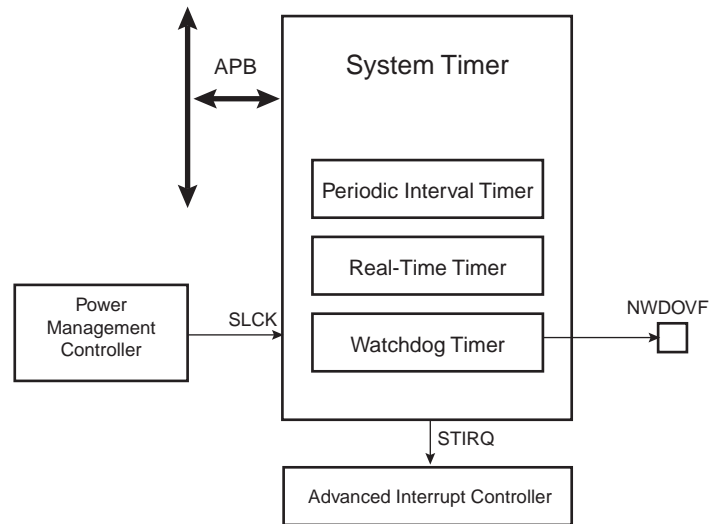 System Timer
APB
Periodic Interval Timer
Real-Time Timer
Power
Management
Controller
SLCK
Watchdog Timer
NWDOVF
STIRQ
Advanced Interrupt Controller